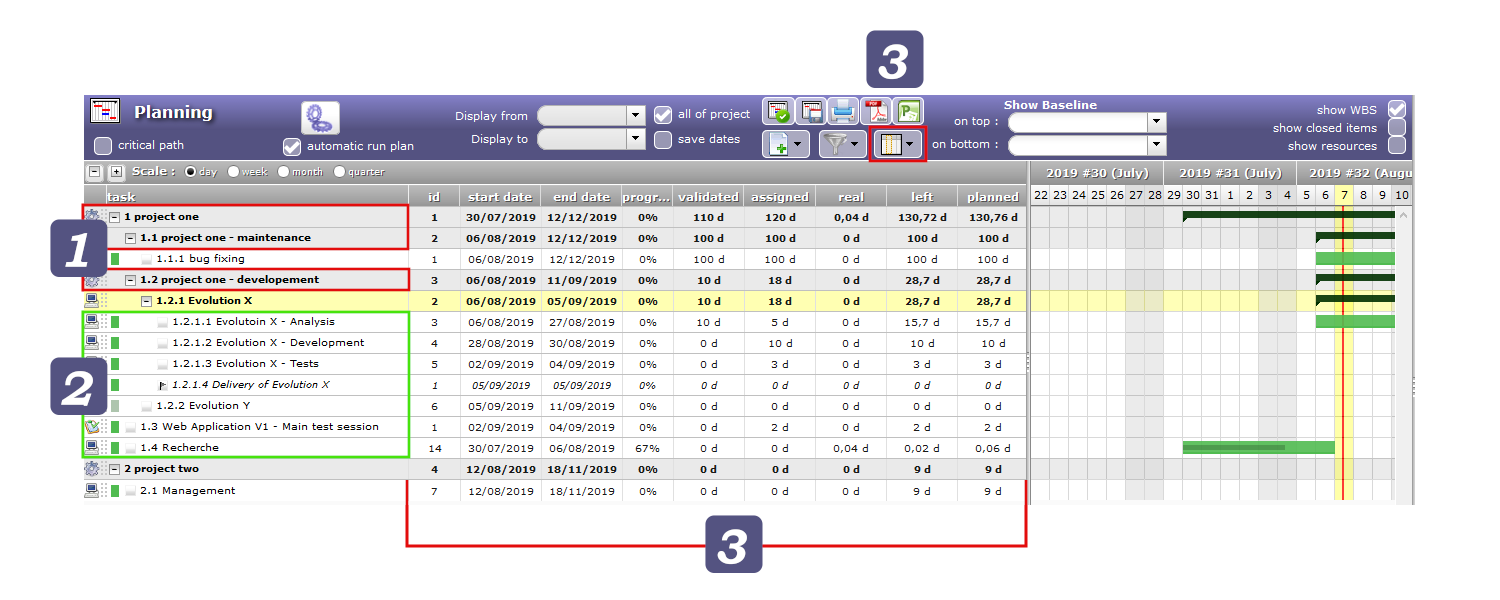 3
Planning
Display from
all of project
Show Baseline
show WBS
on top :
show closed items
critical path
automatic run plan
Display to
save dates
on bottom :
show resources
Scale : day week month quarter
2019 #30 (July) 2019 #31 (July) 2019 #32 (Augu
task id start date end date progr... validated assigned real left planned
22 23 24 25 26 27 28 29 30 31 1 2 3 4 5 6 7 8 9 10
1 project one 1 30/07/2019 12/12/2019 0% 110 d 120 d 0,04 d 130,72 d 130,76 d
1.1 project one - maintenance 2 06/08/2019 12/12/2019 0% 100 d 100 d 0 d 100 d 100 d
1
1.1.1 bug fixing 1 06/08/2019 12/12/2019 0% 100 d 100 d 0 d 100 d 100 d
1.2 project one - developement 3 06/08/2019 11/09/2019 0% 10 d 18 d 0 d 28,7 d 28,7 d
1.2.1 Evolution X 2 06/08/2019 05/09/2019 0% 10 d 18 d 0 d 28,7 d 28,7 d
1.2.1.1 Evolutoin X - Analysis 3 06/08/2019 27/08/2019 0% 10 d 5 d 0 d 15,7 d 15,7 d
1.2.1.2 Evolution X - Development 4 28/08/2019 30/08/2019 0% 0 d 10 d 0 d 10 d 10 d
1.2.1.3 Evolution X - Tests 5 02/09/2019 04/09/2019 0% 0 d 3 d 0 d 3 d 3 d
2
1.2.1.4 Delivery of Evolution X 1 05/09/2019 05/09/2019 0% 0 d 0 d 0 d 0 d 0 d
1.2.2 Evolution Y 6 05/09/2019 11/09/2019 0% 0 d 0 d 0 d 0 d 0 d
1.3 Web Application V1 - Main test session 1 02/09/2019 04/09/2019 0% 0 d 2 d 0 d 2 d 2 d
1.4 Recherche 14 30/07/2019 06/08/2019 67% 0 d 0 d 0,04 d 0,02 d 0,06 d
2 project two 4 12/08/2019 18/11/2019 0% 0 d 0 d 0 d 9 d 9 d
2.1 Management 7 12/08/2019 18/11/2019 0% 0 d 0 d 0 d 9 d 9 d
3